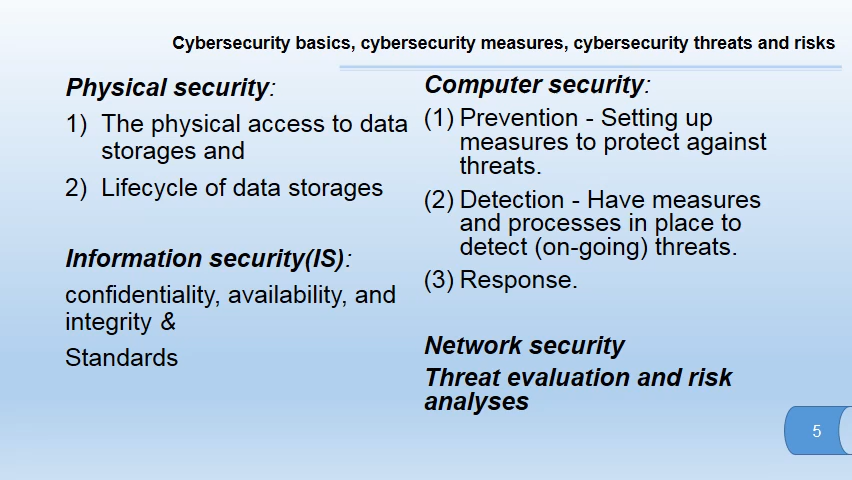 Cybersecurity basics, cybersecurity measures, cybersecurity threats and risks
Physical security:
1) The physical access to data
storages and
2) Lifecycle of data storages
Information security(IS):
confidentiality, availability, and
integrity &
Standards
Computer security:
(1) Prevention - Setting up
measures to protect against
threats.
(2) Detection - Have measures
and processes in place to
detect (on-going) threats.
(3) Response.
Network security
Threat evaluation and risk
analyses
5